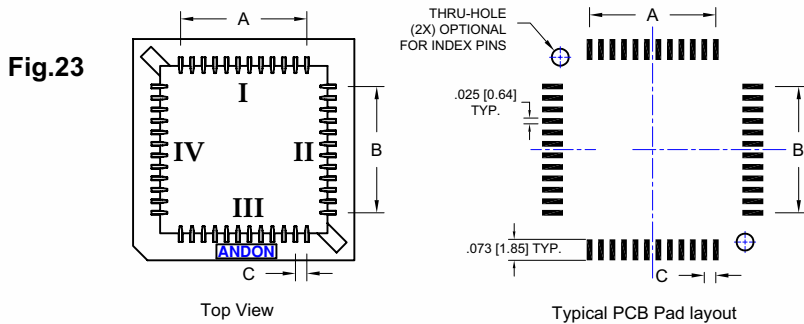 Fig.23
A
I
IV
II
B
III
ANDON
C
Top View
THRU-HOLE
(2X) OPTIONAL
FOR INDEX PINS
A
.025 [0.64]
TYP.
B
.073 [1.85] TYP.
C
Typical PCB Pad layout